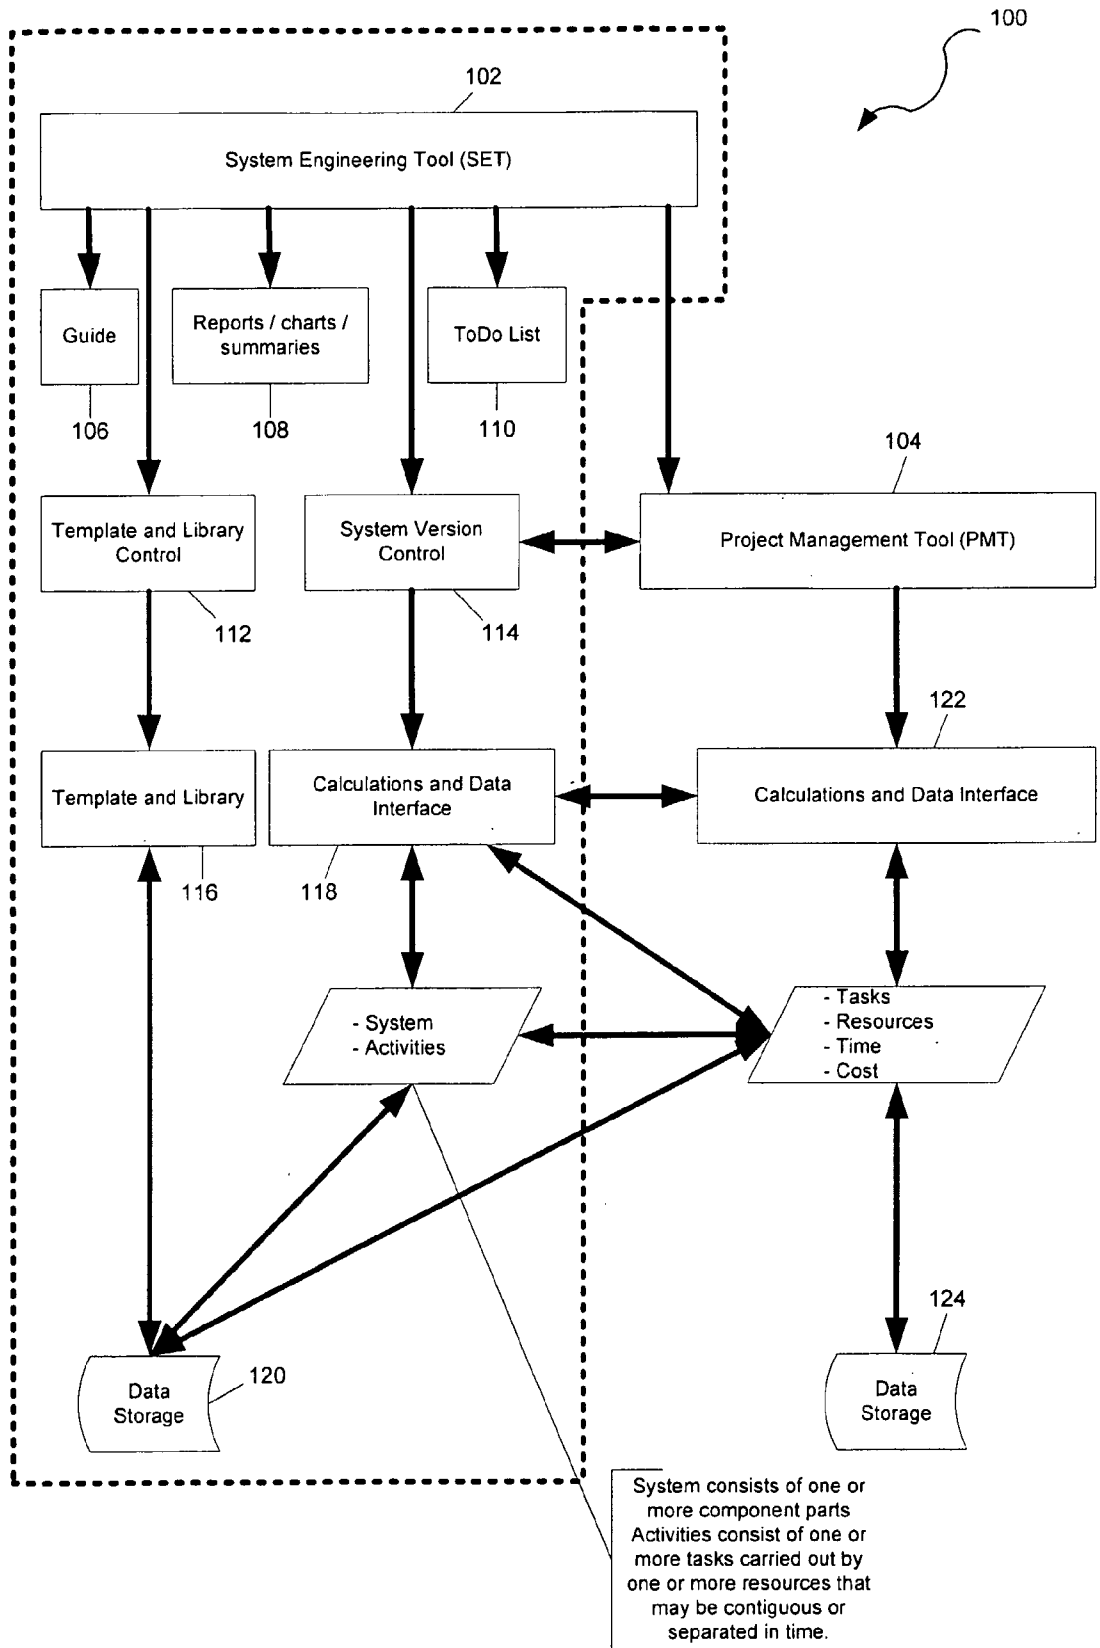 100
102
System Engineering Tool (SET)
Guide
Reports / charts /
summaries
ToDo List
106
108
110
104
Template and Library
Control
System Version
Control
Project Management Tool (PMT)
112
114
122
Template and Library
Calculations and Data
Interface
Calculations and Data Interface
116
118
- System
- Activities
- Tasks
- Resources
- Time
- Cost
124
120
Data
Storage
Data
Storage
System consists of one or
more component parts
Activities consist of one or
more tasks carried out by
one or more resources that
may be contiguous or
separated in time.